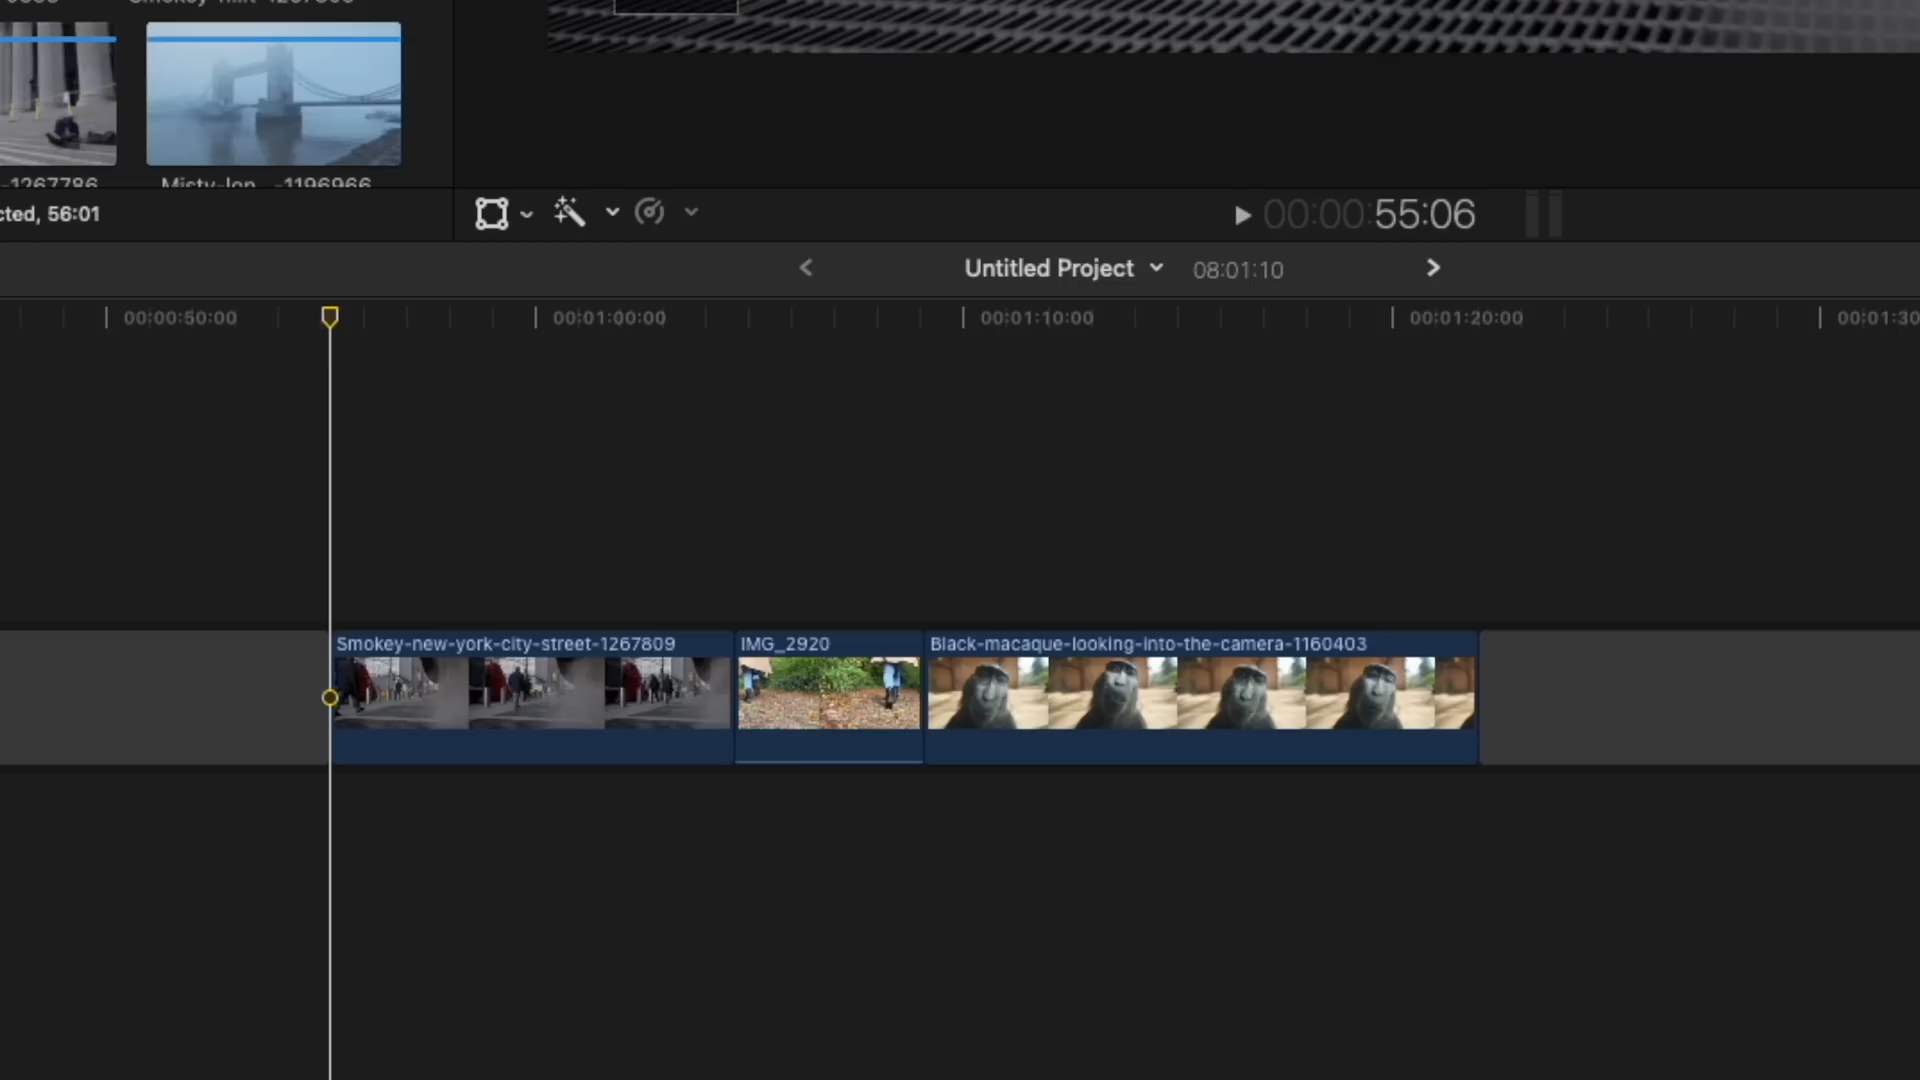 -1267786
Misty-lon...-1196966
cted, 56:01
00:00:55:06
Untitled Project
08:01:10
00:00:50:00
00:01:00:00
00:01:10:00
00:01:20:00
00:01:30
Smokey-new-york-city-street-1267809
IMG_2920
Black-macaque-looking-into-the-camera-1160403